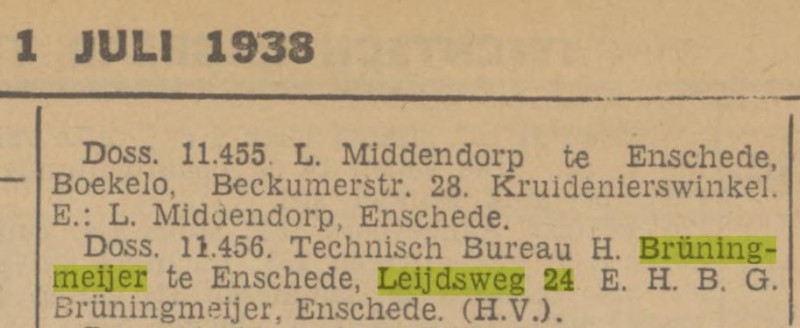 1 JULI 1938
Doss. 11.455. L. Middendorp te Enschede,
Boekelo, Beckumerstr. 28. Kruidenierswinkel.
E.: L. Middendorp, Enschede.
Doss. 11.456. Technisch Bureau H. Brüning-
meijer te Enschede, Leijdsweg 24 E. H. B. G.
Brüningmeijer, Enschede. (H.V.).